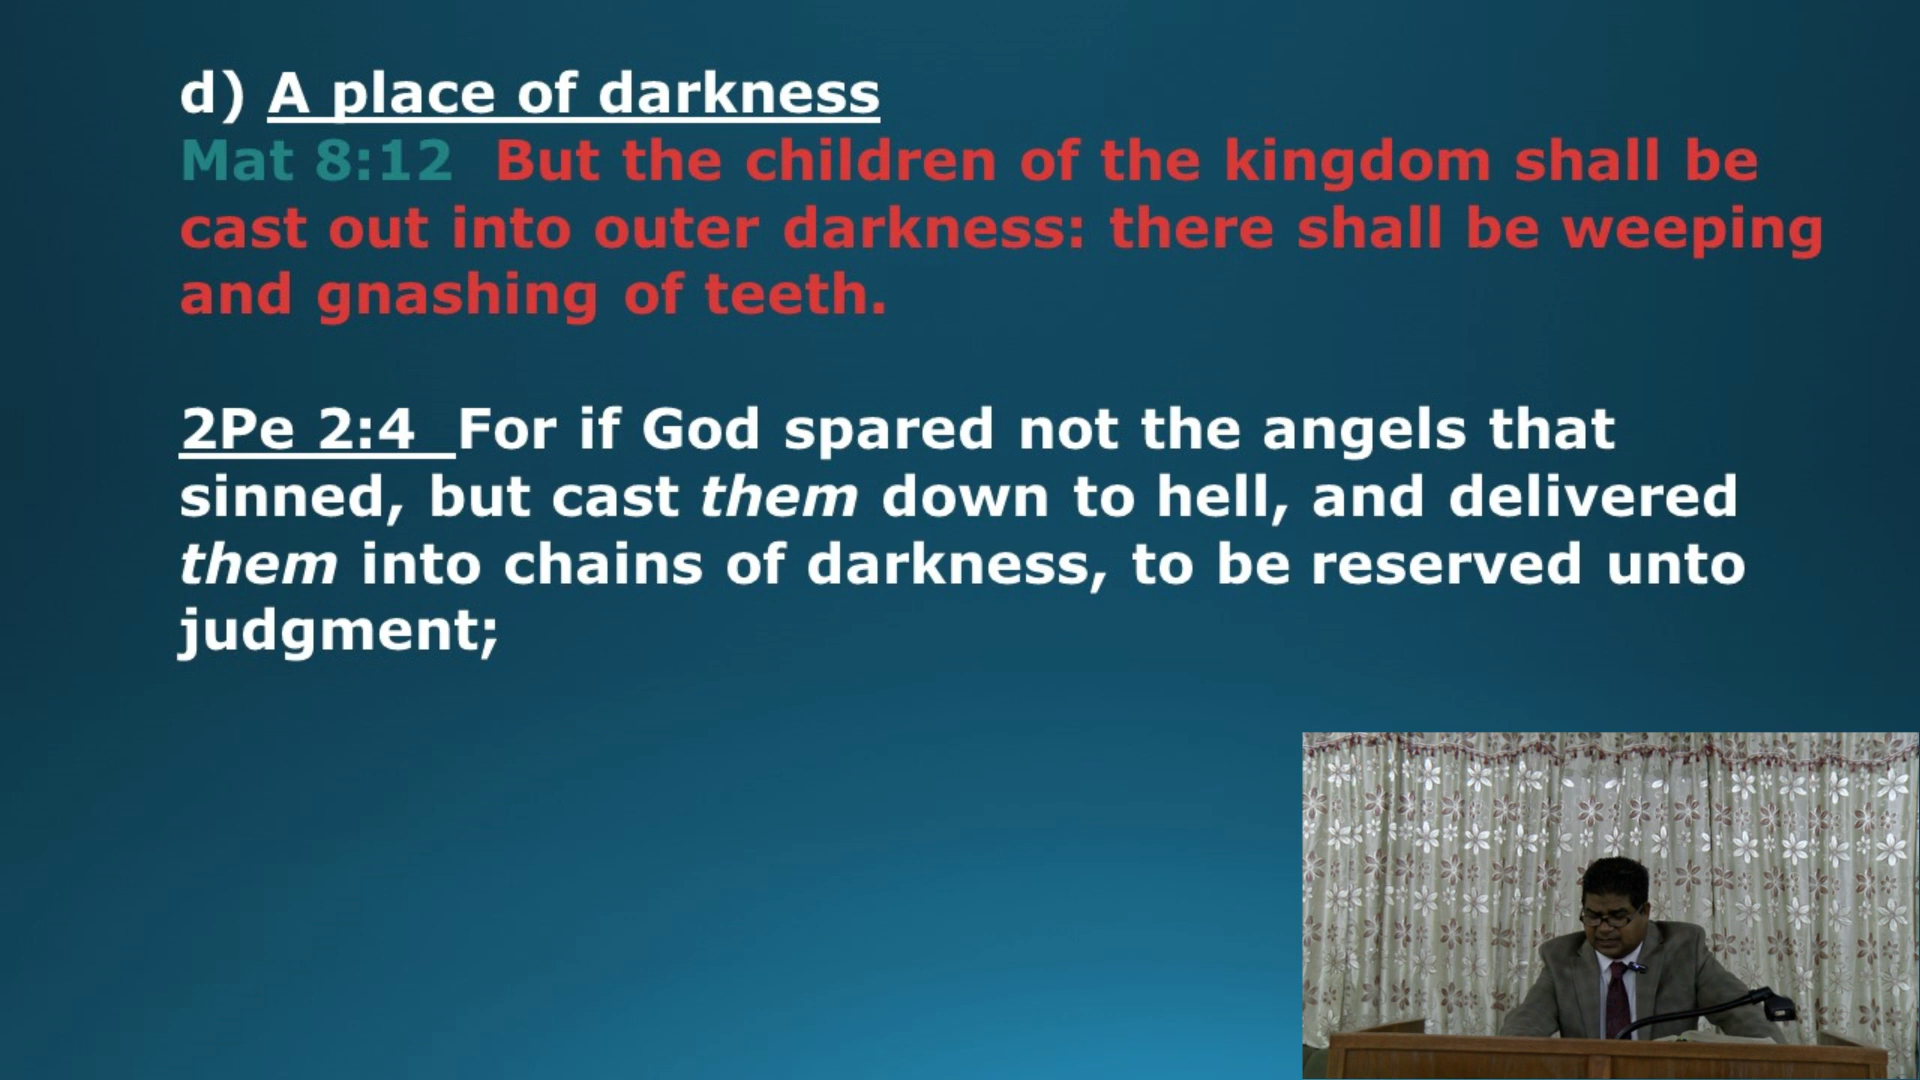 d) A place of darkness
Mat 8:12  But the children of the kingdom shall be
cast out into outer darkness: there shall be weeping
and gnashing of teeth.
2Pe 2:4  For if God spared not the angels that
sinned, but cast them down to hell, and delivered
them into chains of darkness, to be reserved unto
judgment;